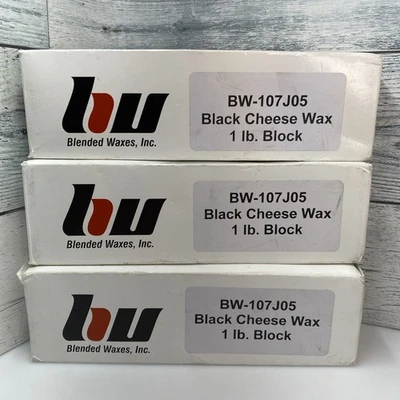 bw
Blended Waxes, Inc.
BW-107J05
Black Cheese Wax
1 lb. Block
bw
Blended Waxes, Inc.
BW-107J05
Black Cheese Wax
1 lb. Block
bw
Blended Waxes, Inc.
BW-107J05
Black Cheese Wax
1 lb. Block